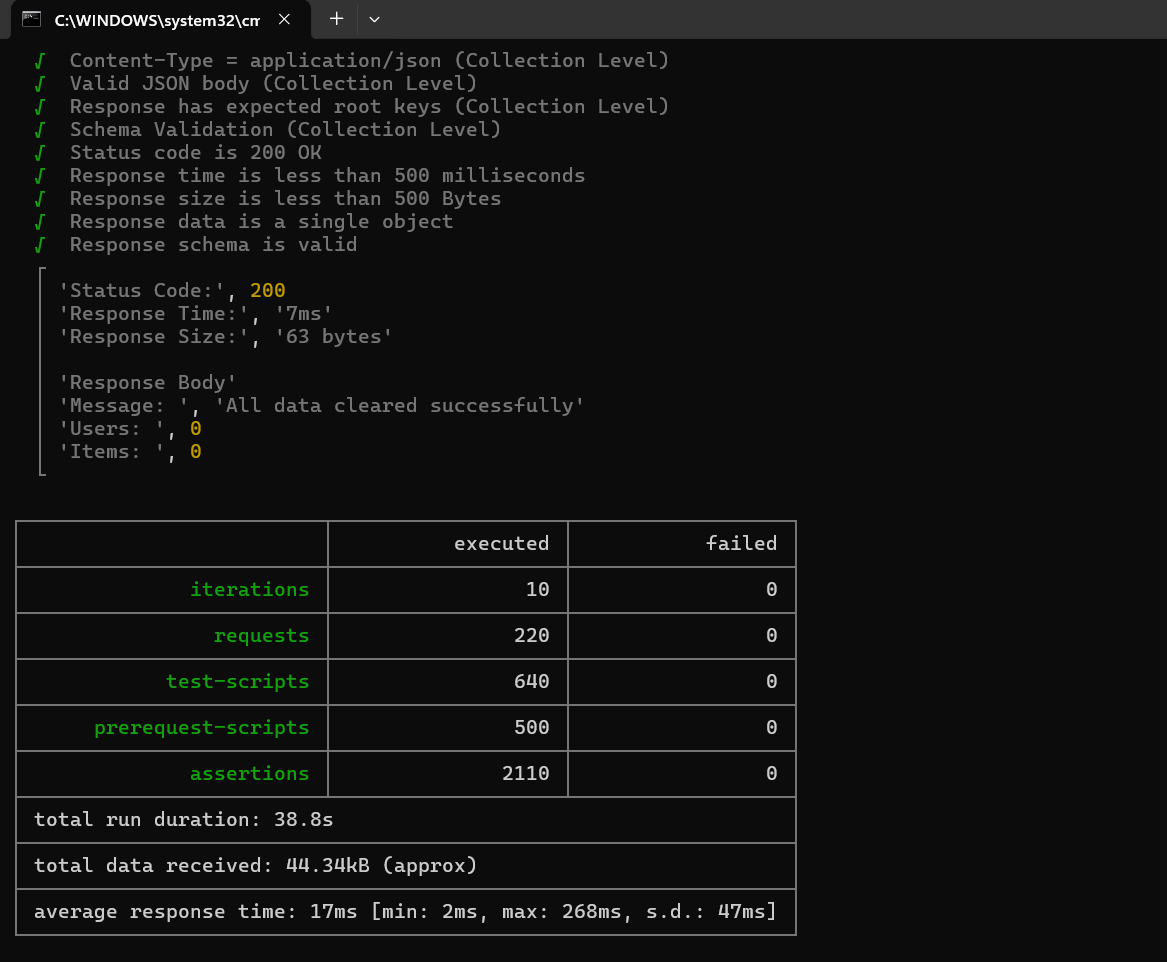 C:\WINDOWS\system32\cm
√ Content-Type = application/json (Collection Level)
√ Valid JSON body (Collection Level)
√ Response has expected root keys (Collection Level)
√ Schema Validation (Collection Level)
√ Status code is 200 OK
√ Response time is less than 500 milliseconds
√ Response size is less than 500 Bytes
√ Response data is a single object
√ Response schema is valid
'Status Code:', 200
'Response Time:', '7ms'
'Response Size:', '63 bytes'
'Response Body'
'Message: ', 'All data cleared successfully'
'Users: ', 0
'Items: ', 0
executed failed
iterations 10 0
requests 220 0
test-scripts 640 0
prerequest-scripts 500 0
assertions 2110 0
total run duration: 38.8s
total data received: 44.34kB (approx)
average response time: 17ms [min: 2ms, max: 268ms, s.d.: 47ms]